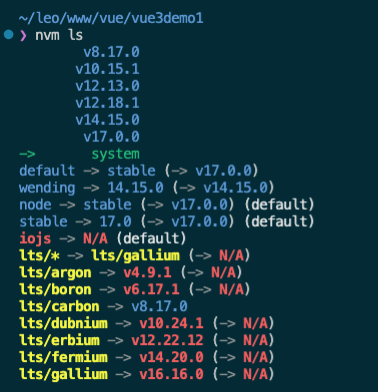 ~/leo/www/vue/vue3demo1
❯ nvm ls
v8.17.0
v10.15.1
v12.13.0
v12.18.1
v14.15.0
v17.0.0
-> system
default -> stable (-> v17.0.0)
wending -> 14.15.0 (-> v14.15.0)
node -> stable (-> v17.0.0) (default)
stable -> 17.0 (-> v17.0.0) (default)
iojs -> N/A (default)
lts/* -> lts/gallium (-> N/A)
lts/argon -> v4.9.1 (-> N/A)
lts/boron -> v6.17.1 (-> N/A)
lts/carbon -> v8.17.0
lts/dubnium -> v10.24.1 (-> N/A)
lts/erbium -> v12.22.12 (-> N/A)
lts/fermium -> v14.20.0 (-> N/A)
lts/gallium -> v16.16.0 (-> N/A)